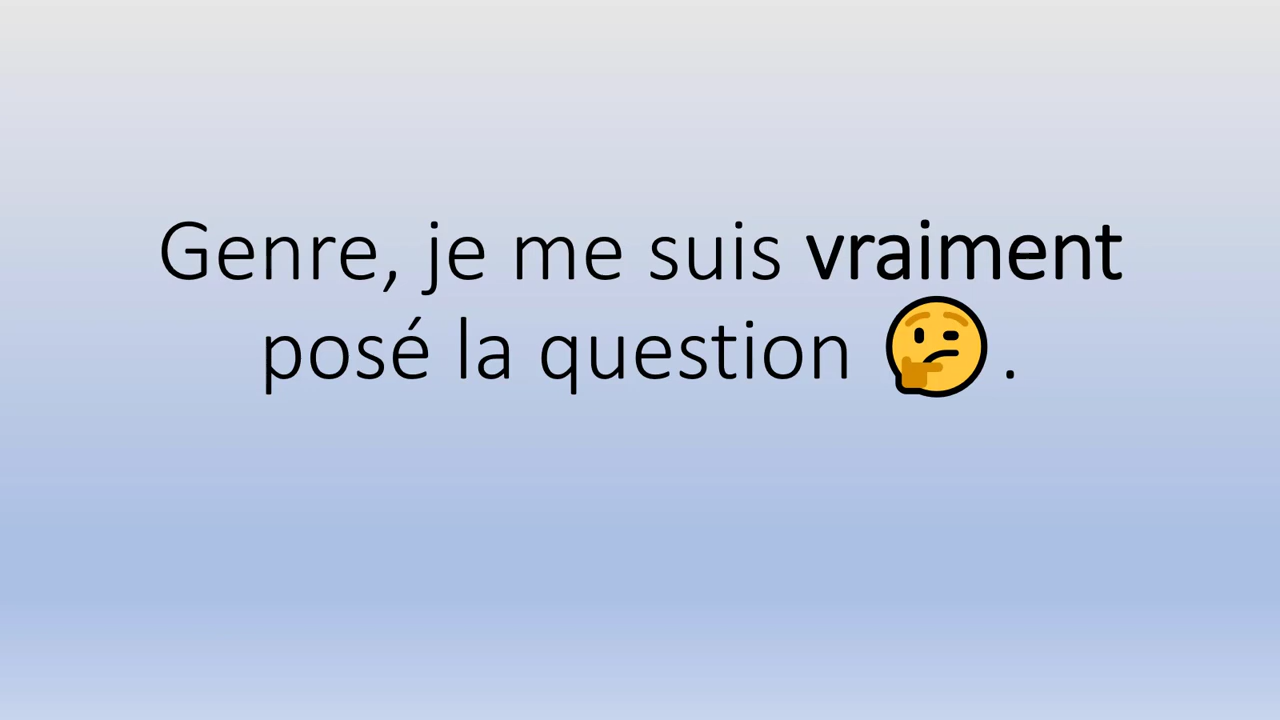 Genre, je me suis vraiment
posé la question 🤔.